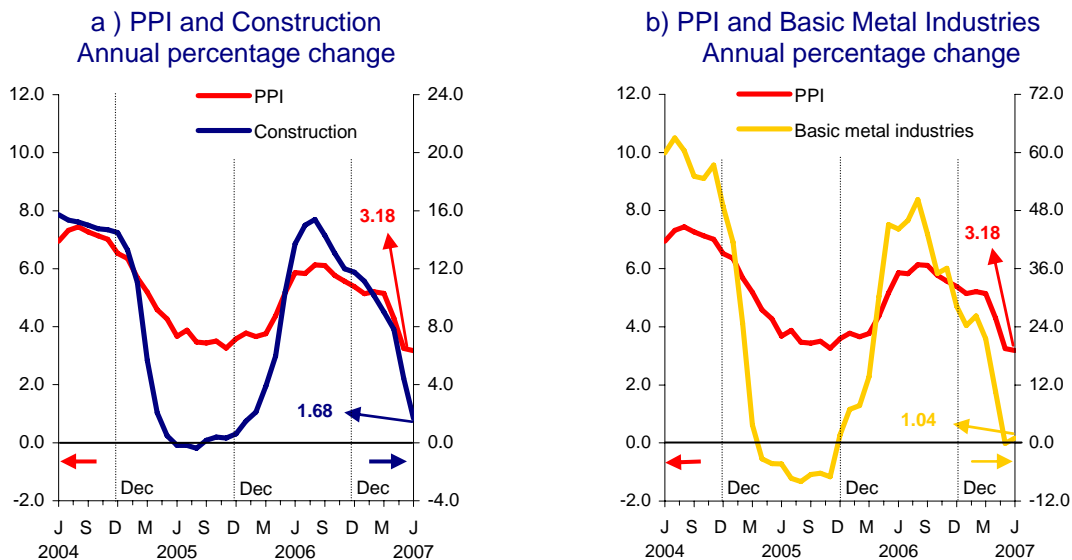 a ) PPI and Construction
Annual percentage change
12.0
10.0
8.0
6.0
4.0
2.0
0.0
-2.0
24.0
20.0
16.0
12.0
8.0
4.0
0.0
-4.0
PPI
Construction
3.18
1.68
Dec
Dec
Dec
J S D M J S D M J S D M J
2004 2005 2006 2007
b) PPI and Basic Metal Industries
Annual percentage change
12.0
10.0
8.0
6.0
4.0
2.0
0.0
-2.0
72.0
60.0
48.0
36.0
24.0
12.0
0.0
-12.0
PPI
Basic metal industries
3.18
1.04
Dec
Dec
Dec
J S D M J S D M J S D M J
2004 2005 2006 2007